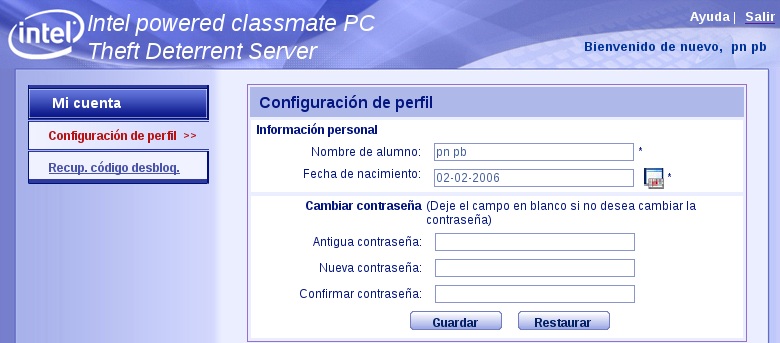 intel
Intel powered classmate PC
Theft Deterrent Server
Ayuda | Salir
Bienvenido de nuevo, pn pb
Mi cuenta
Configuración de perfil >>
Recup. código desbloq.
Configuración de perfil
Información personal
Nombre de alumno: pn pb *
Fecha de nacimiento: 02-02-2006 *
Cambiar contraseña (Deje el campo en blanco si no desea cambiar la
contraseña)
Antigua contraseña:
Nueva contraseña:
Confirmar contraseña:
Guardar Restaurar